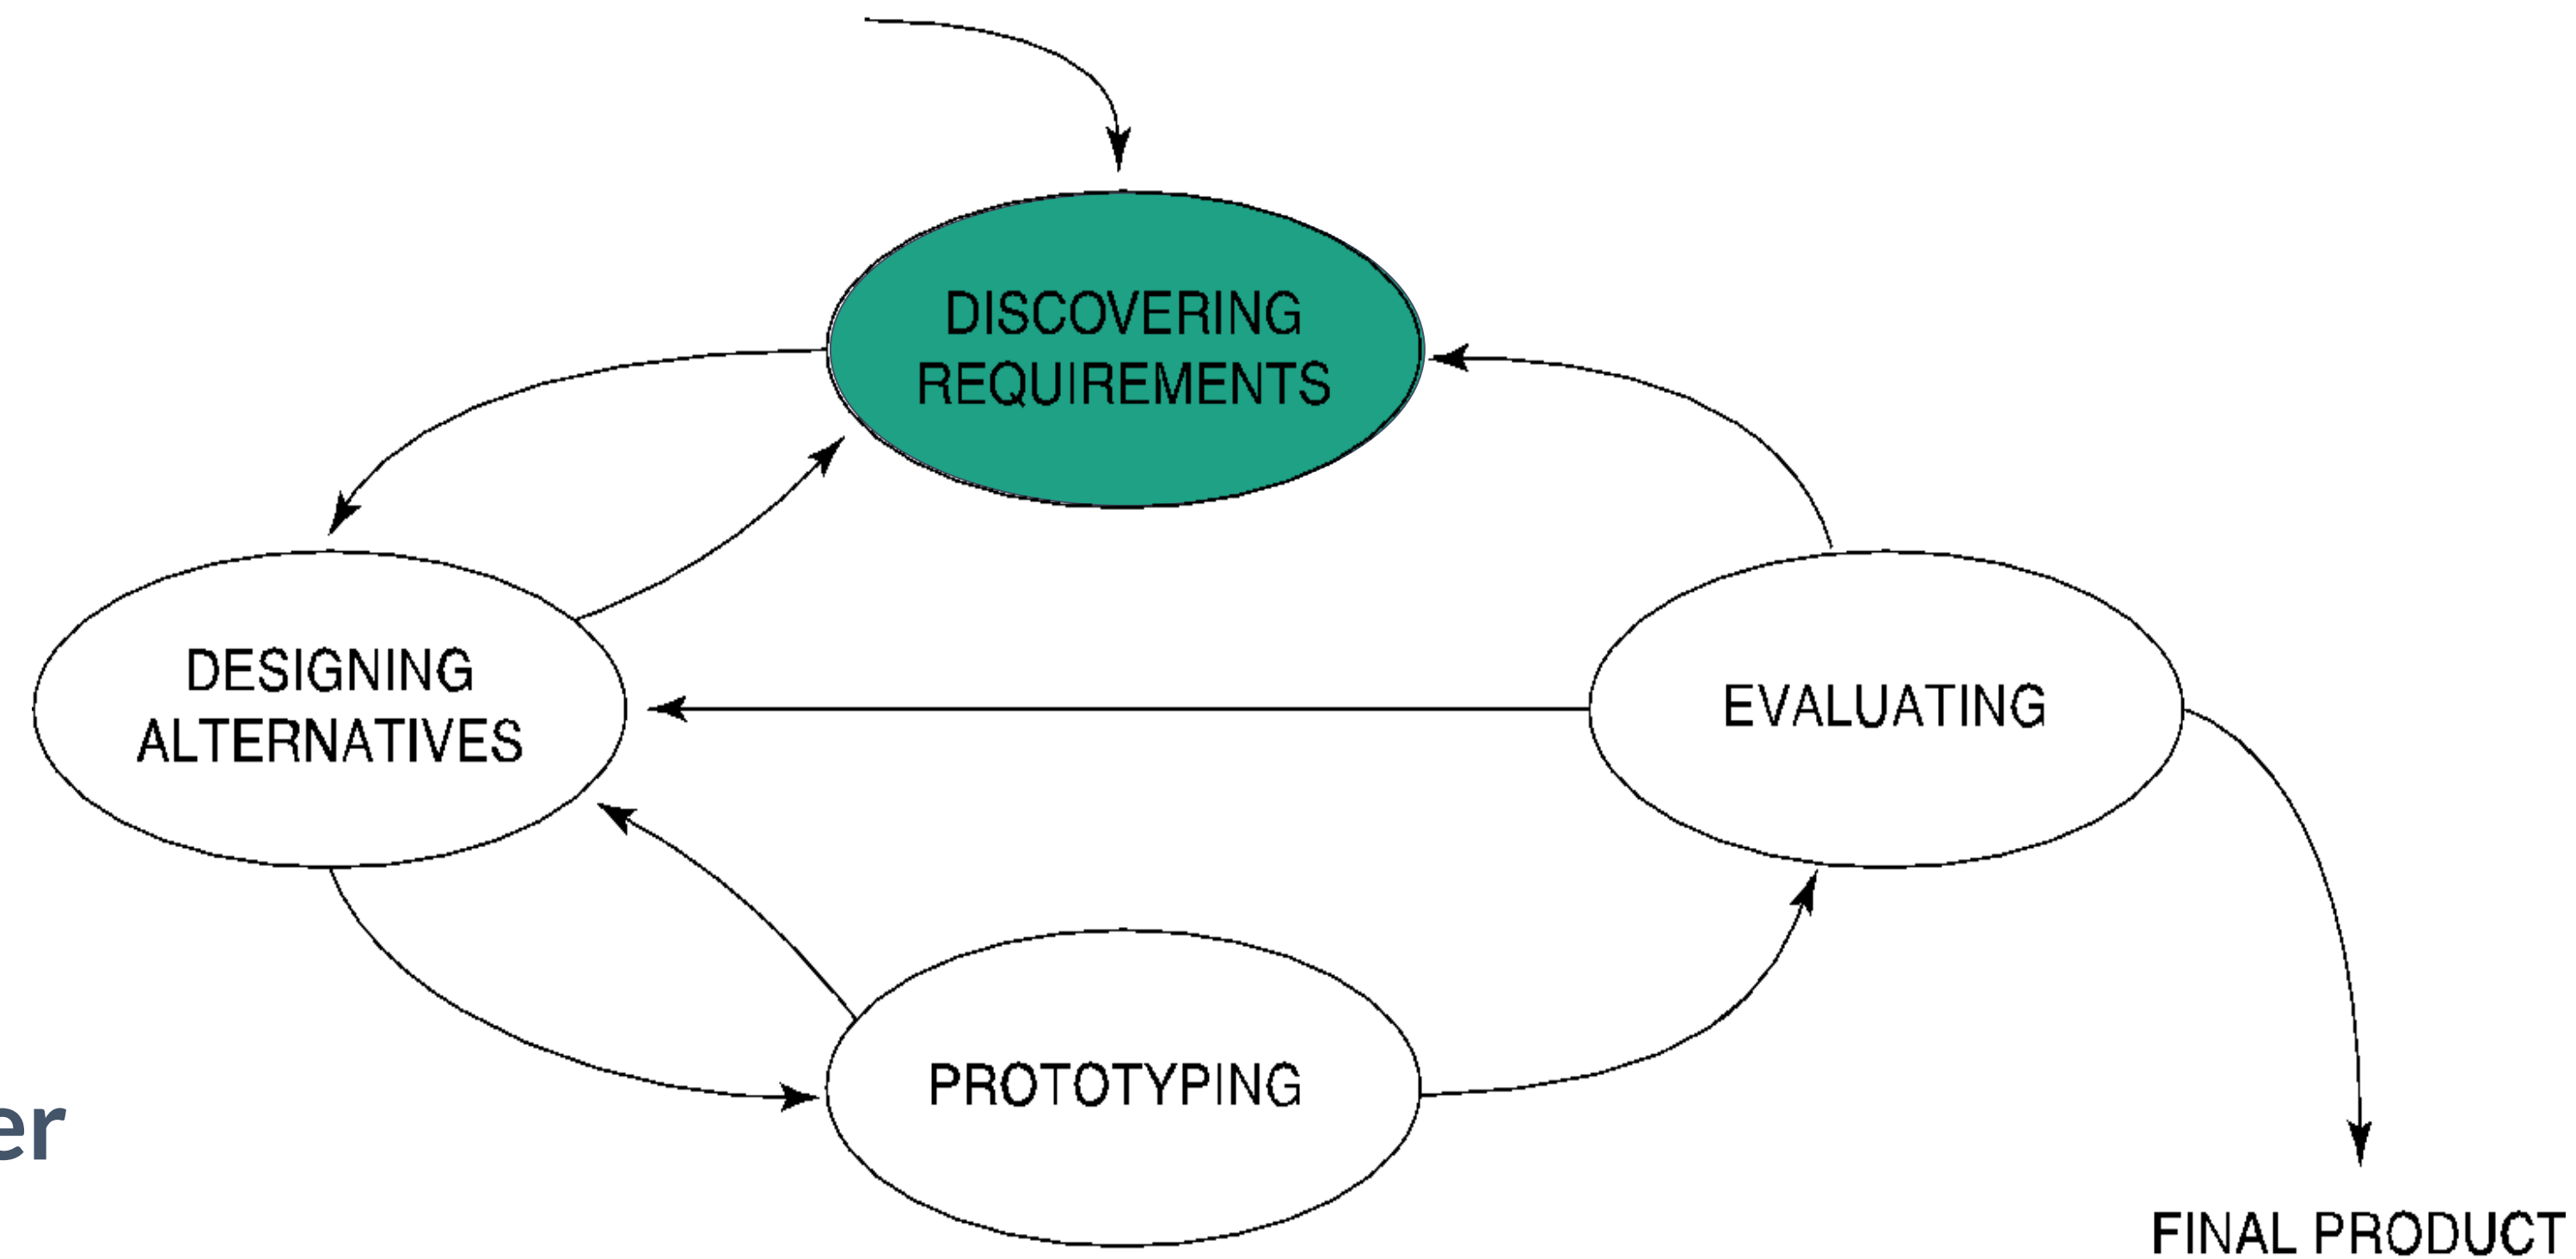 DISCOVERING
REQUIREMENTS
DESIGNING
ALTERNATIVES
EVALUATING
PROTOTYPING
er
FINAL PRODUCT